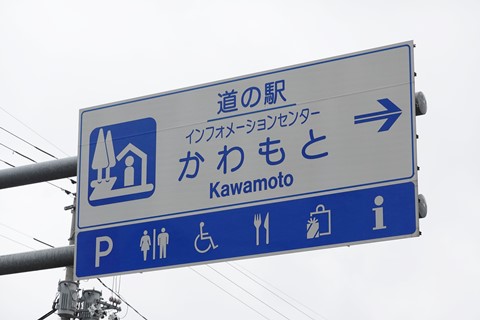 道の駅
インフォメーションセンター
かわもと
Kawamoto
P
i